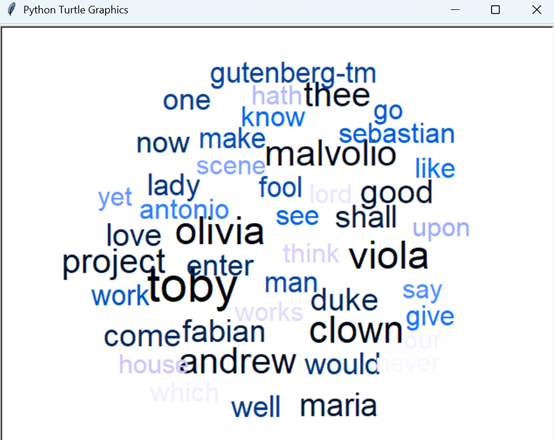 Python Turtle Graphics
gutenberg-tm
one hath thee
know go
now make sebastian
malvolio
scene like
lady fool lord good
yet antonio see shall
upon
love olivia
think viola
project enter
toby man
work duke say
works give
come fabian clown our
house andrew would never
which
well maria